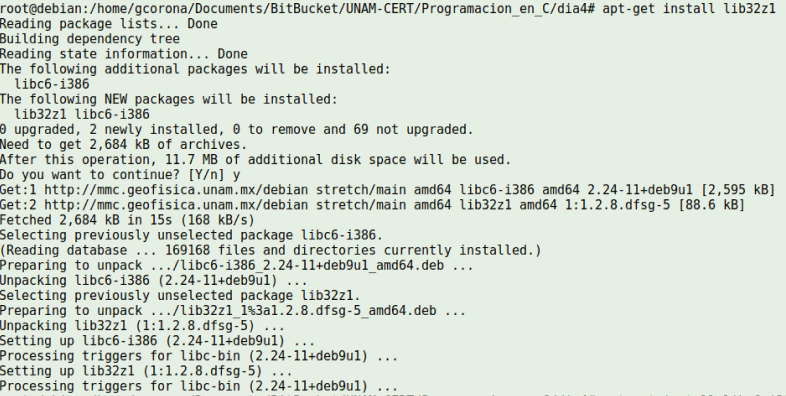 root@debian:/home/gcorona/Documents/BitBucket/UNAM-CERT/Programacion_en_C/dia4# apt-get install lib32z1
Reading package lists... Done
Building dependency tree
Reading state information... Done
The following additional packages will be installed:
  libc6-i386
The following NEW packages will be installed:
  lib32z1 libc6-i386
0 upgraded, 2 newly installed, 0 to remove and 69 not upgraded.
Need to get 2,684 kB of archives.
After this operation, 11.7 MB of additional disk space will be used.
Do you want to continue? [Y/n] y
Get:1 http://mmc.geofisica.unam.mx/debian stretch/main amd64 libc6-i386 amd64 2.24-11+deb9u1 [2,595 kB]
Get:2 http://mmc.geofisica.unam.mx/debian stretch/main amd64 lib32z1 amd64 1:1.2.8.dfsg-5 [88.6 kB]
Fetched 2,684 kB in 15s (168 kB/s)
Selecting previously unselected package libc6-i386.
(Reading database ... 169168 files and directories currently installed.)
Preparing to unpack .../libc6-i386_2.24-11+deb9u1_amd64.deb ...
Unpacking libc6-i386 (2.24-11+deb9u1) ...
Selecting previously unselected package lib32z1.
Preparing to unpack .../lib32z1_1%3a1.2.8.dfsg-5_amd64.deb ...
Unpacking lib32z1 (1:1.2.8.dfsg-5) ...
Setting up libc6-i386 (2.24-11+deb9u1) ...
Processing triggers for libc-bin (2.24-11+deb9u1) ...
Setting up lib32z1 (1:1.2.8.dfsg-5) ...
Processing triggers for libc-bin (2.24-11+deb9u1) ...